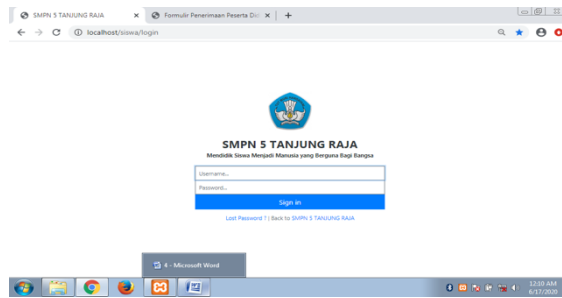 SMPN 5 TANJUNG RAJA
Formulir Penerimaan Peserta Did
localhost/siswa/login
SMPN 5 TANJUNG RAJA
Mendidik Siswa Menjadi Manusia yang Berguna Bagi Bangsa
Username...
Password...
Sign in
Lost Password ? | Back to SMPN 5 TANJUNG RAJA
4 - Microsoft Word
12:10 AM
6/17/2020